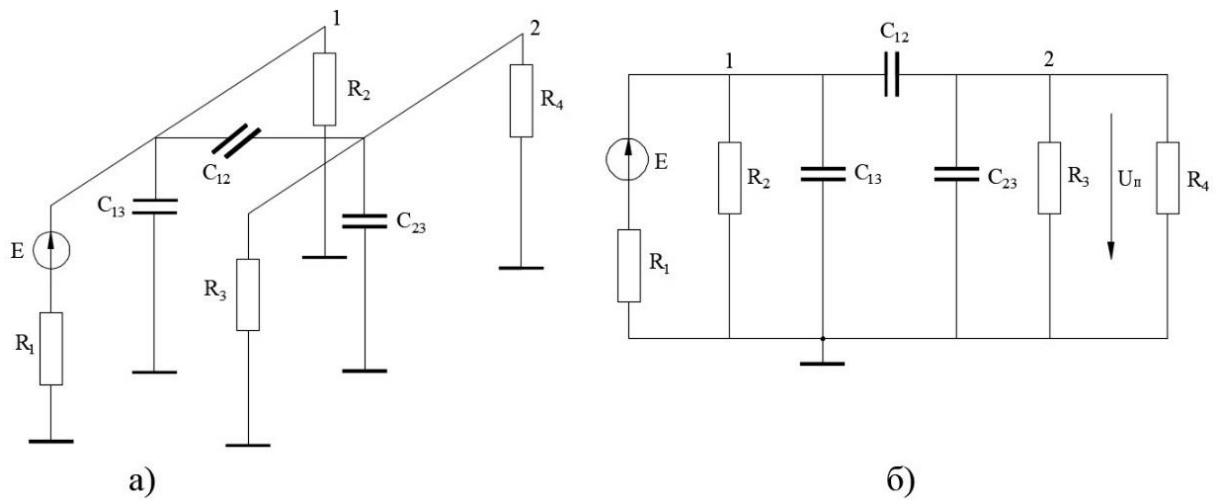 1
2
R₂
R₄
C₁₂
C₁₃
C₂₃
E
R₃
R₁
а)
C₁₂
1
2
E
R₂
C₁₃
C₂₃
R₃
Uп
R₄
R₁
б)